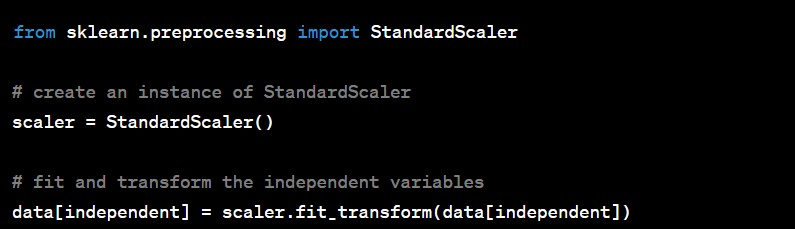 from sklearn.preprocessing import StandardScaler
# create an instance of StandardScaler
scaler = StandardScaler()
# fit and transform the independent variables
data[independent] = scaler.fit_transform(data[independent])